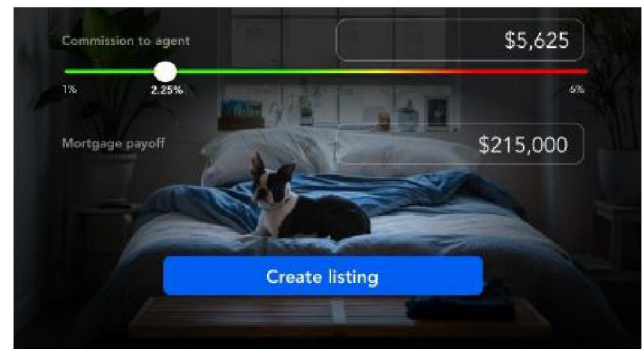 Commission to agent
$5,625
1%
2.25%
6%
Mortgage payoff
$215,000
Create listing